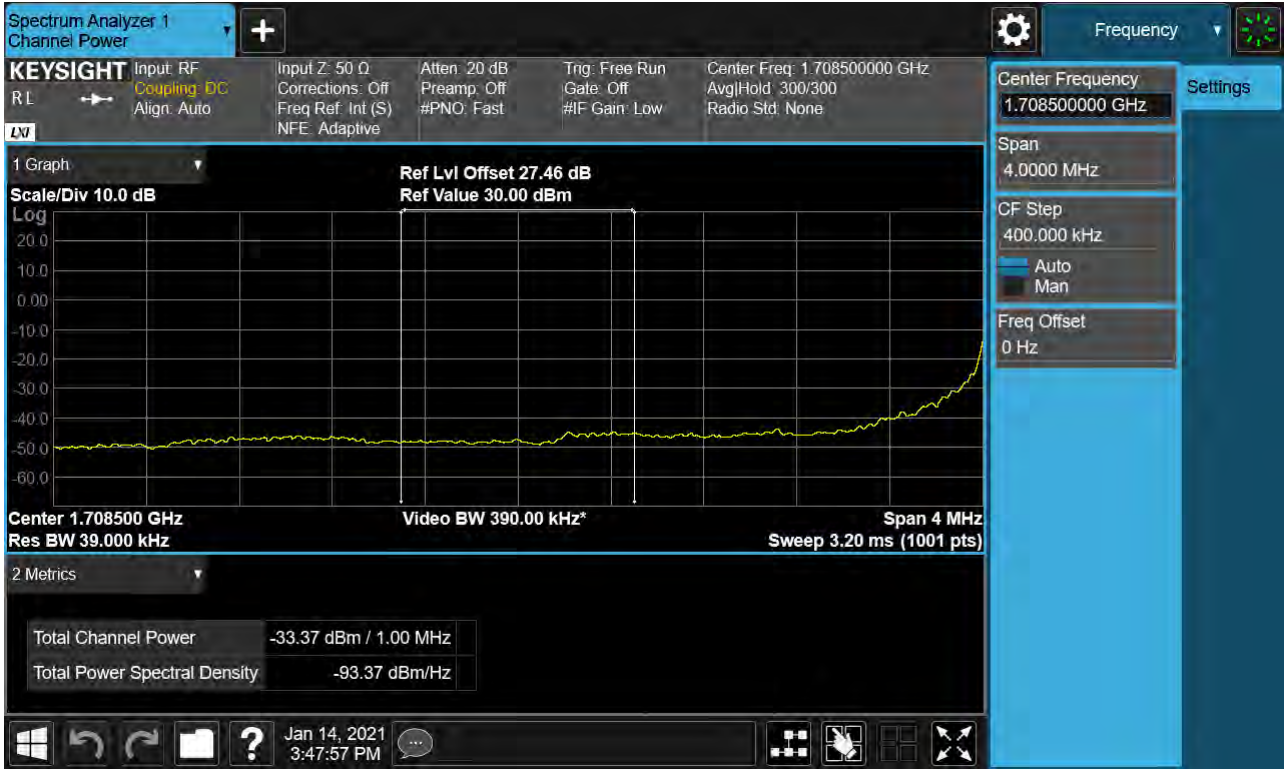 Spectrum Analyzer 1
Channel Power
Frequency
KEYSIGHT
R L
LXI
Input: RF
Coupling: DC
Align: Auto
Input Z: 50 Ω
Corrections: Off
Freq Ref: Int (S)
NFE: Adaptive
Atten: 20 dB
Preamp: Off
#PNO: Fast
Trig: Free Run
Gate: Off
#IF Gain: Low
Center Freq: 1.708500000 GHz
Avg|Hold: 300/300
Radio Std: None
Center Frequency
1.708500000 GHz
Settings
Span
4.0000 MHz
CF Step
400.000 kHz
Auto
Man
Freq Offset
0 Hz
1 Graph
Ref Lvl Offset 27.46 dB
Scale/Div 10.0 dB
Ref Value 30.00 dBm
Log
20.0
10.0
0.00
-10.0
-20.0
-30.0
-40.0
-50.0
-60.0
Center 1.708500 GHz
Video BW 390.00 kHz*
Span 4 MHz
Res BW 39.000 kHz
Sweep 3.20 ms (1001 pts)
2 Metrics
Total Channel Power -33.37 dBm / 1.00 MHz
Total Power Spectral Density -93.37 dBm/Hz
Jan 14, 2021
3:47:57 PM